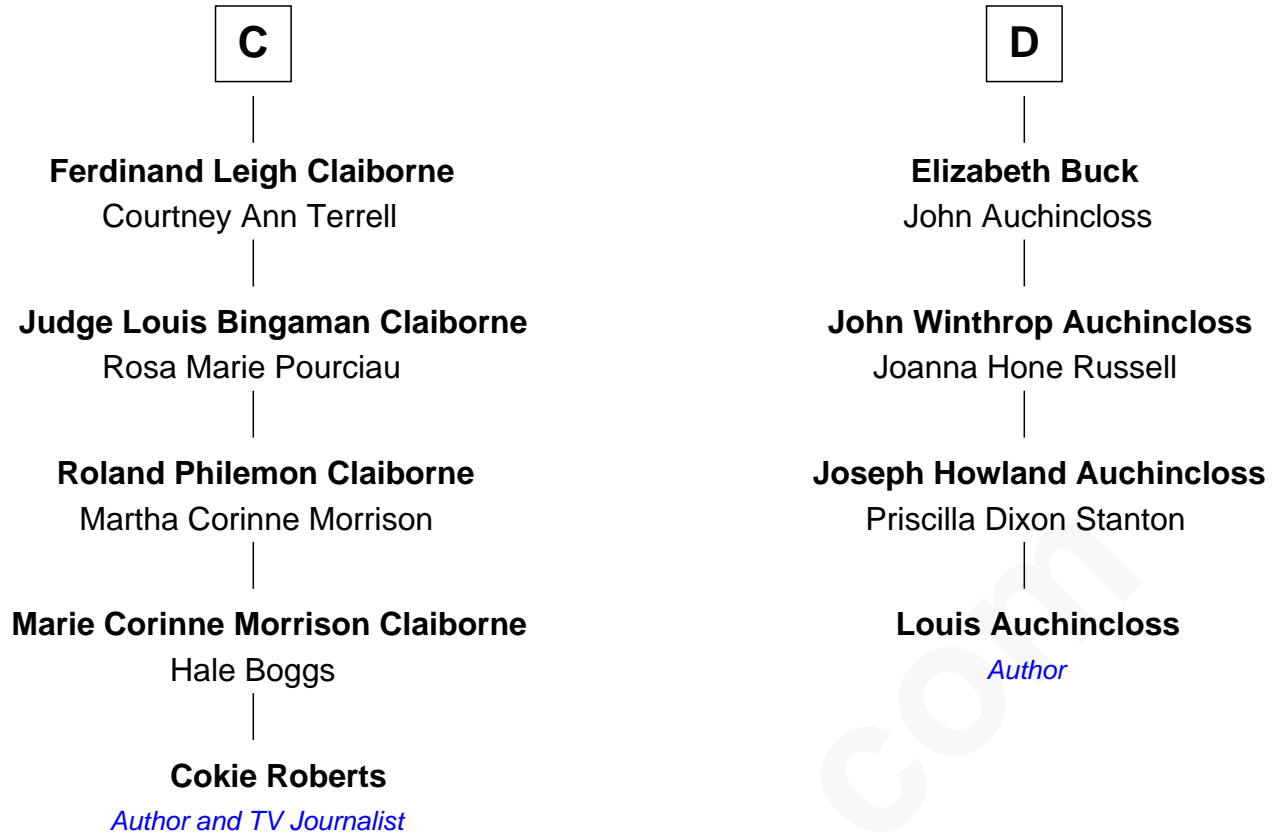 C
Ferdinand Leigh Claiborne
Courtney Ann Terrell
Judge Louis Bingaman Claiborne
Rosa Marie Pourciau
Roland Philemon Claiborne
Martha Corinne Morrison
Marie Corinne Morrison Claiborne
Hale Boggs
Cokie Roberts
Author and TV Journalist
D
Elizabeth Buck
John Auchincloss
John Winthrop Auchincloss
Joanna Hone Russell
Joseph Howland Auchincloss
Priscilla Dixon Stanton
Louis Auchincloss
Author
com